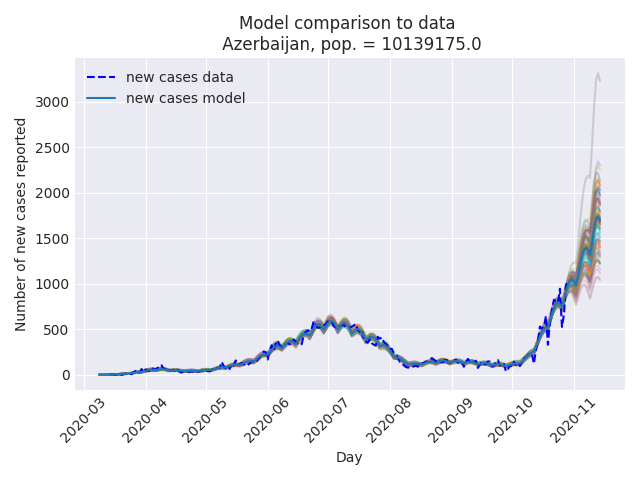 Model comparison to data
Azerbaijan, pop. = 10139175.0
new cases data
new cases model
Number of new cases reported
3000
2500
2000
1500
1000
500
0
2020-03
2020-04
2020-05
2020-06
2020-07
2020-08
2020-09
2020-10
2020-11
Day